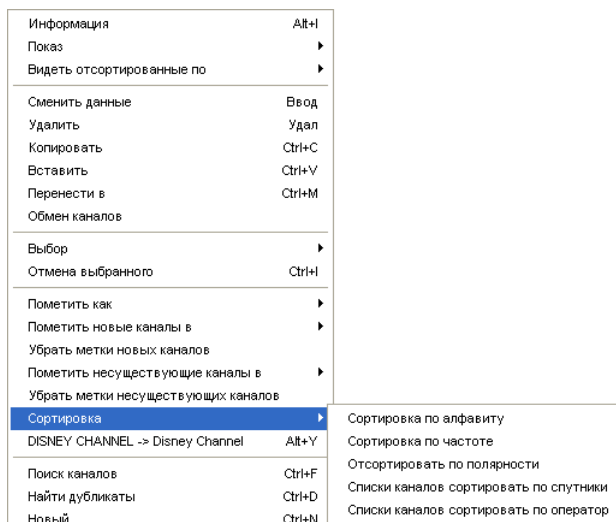 Информация Alt+I
Показ
Видеть отсортированные по
Сменить данные Ввод
Удалить Удал
Копировать Ctrl+C
Вставить Ctrl+V
Перенести в Ctrl+M
Обмен каналов
Выбор
Отмена выбранного Ctrl+I
Пометить как
Пометить новые каналы в
Убрать метки новых каналов
Пометить несуществующие каналы в
Убрать метки несуществующих каналов
Сортировка
DISNEY CHANNEL -> Disney Channel Alt+Y
Поиск каналов Ctrl+F
Найти дубликаты Ctrl+D
Новый Ctrl+N
Сортировка по алфавиту
Сортировка по частоте
Отсортировать по полярности
Списки каналов сортировать по спутники
Списки каналов сортировать по оператор